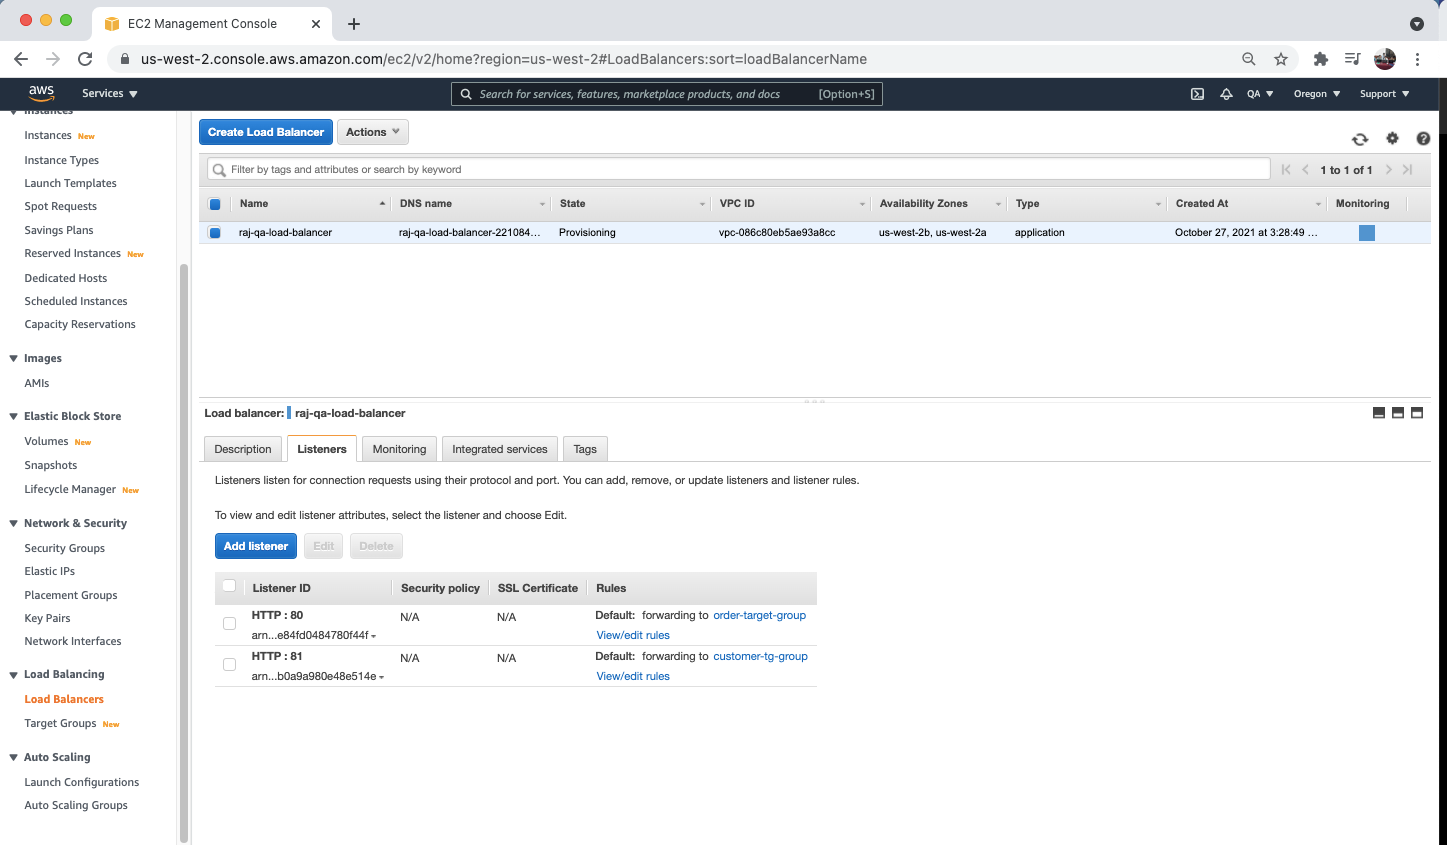 EC2 Management Console
us-west-2.console.aws.amazon.com/ec2/v2/home?region=us-west-2#LoadBalancers:sort=loadBalancerName
aws
Services
Search for services, features, marketplace products, and docs [Option+S]
QA
Oregon
Support
Instances
Instances New
Instance Types
Launch Templates
Spot Requests
Savings Plans
Reserved Instances New
Dedicated Hosts
Scheduled Instances
Capacity Reservations
Images
AMIs
Elastic Block Store
Volumes New
Snapshots
Lifecycle Manager New
Network & Security
Security Groups
Elastic IPs
Placement Groups
Key Pairs
Network Interfaces
Load Balancing
Load Balancers
Target Groups New
Auto Scaling
Launch Configurations
Auto Scaling Groups
Create Load Balancer Actions
Filter by tags and attributes or search by keyword
1 to 1 of 1
Name DNS name State VPC ID Availability Zones Type Created At Monitoring
raj-qa-load-balancer raj-qa-load-balancer-221084... Provisioning vpc-086c80eb5ae93a8cc us-west-2b, us-west-2a application October 27, 2021 at 3:28:49 ...
Load balancer: raj-qa-load-balancer
Description Listeners Monitoring Integrated services Tags
Listeners listen for connection requests using their protocol and port. You can add, remove, or update listeners and listener rules.
To view and edit listener attributes, select the listener and choose Edit.
Add listener Edit Delete
Listener ID Security policy SSL Certificate Rules
HTTP : 80 N/A N/A Default: forwarding to order-target-group
arn...e84fd0484780f44f View/edit rules
HTTP : 81 N/A N/A Default: forwarding to customer-tg-group
arn...b0a9a980e48e514e View/edit rules